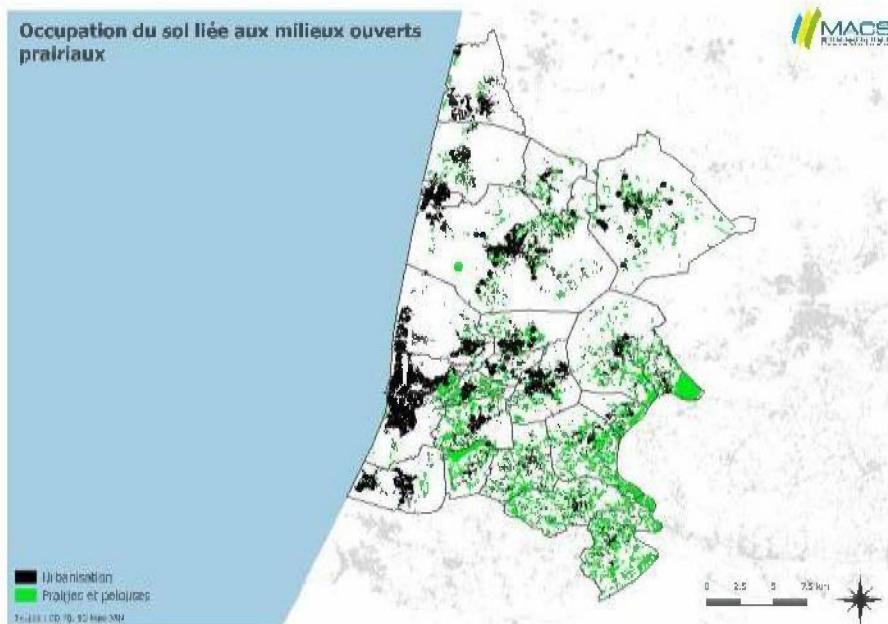 Occupation du sol liée aux milieux ouverts
prairiaux
MACS
Urbanisation
Prairies et pelouses
0 2.5 5 7.5 km